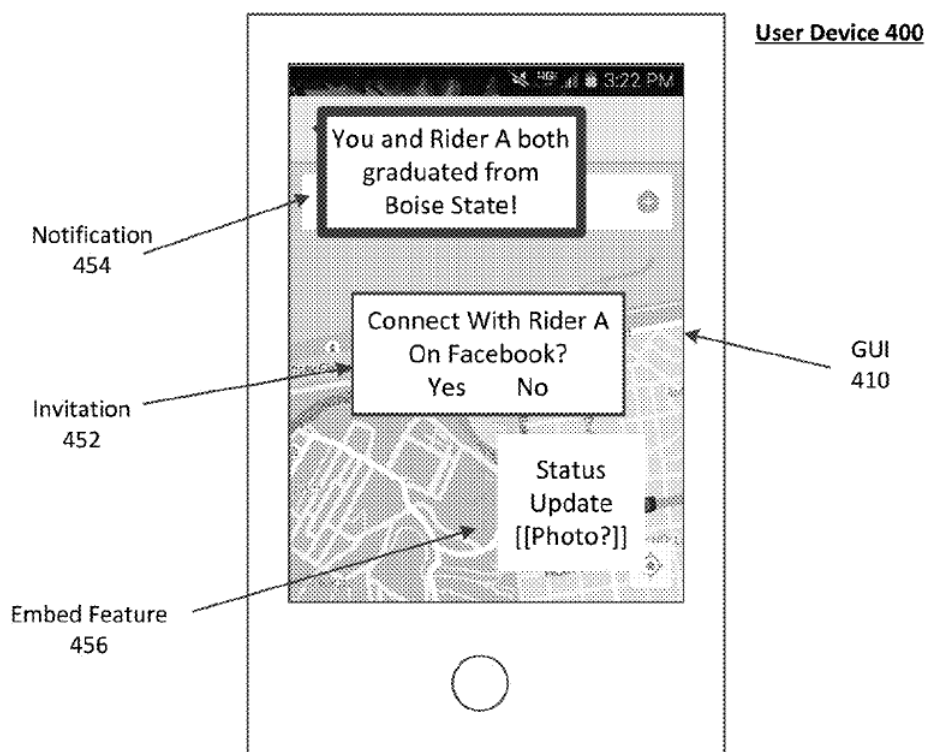 User Device 400
3:22 PM
You and Rider A both
graduated from
Boise State!
Notification
454
Connect With Rider A
On Facebook?
Yes No
GUI
410
Invitation
452
Status
Update
[[Photo?]]
Embed Feature
456